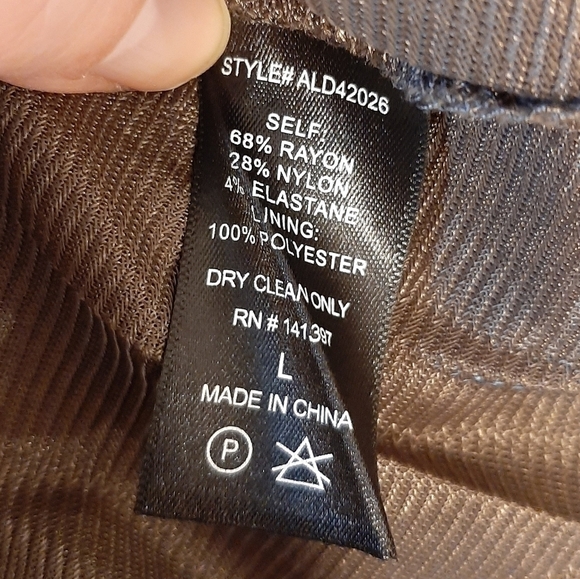 STYLE# ALD42026
SELF:
68% RAYON
28% NYLON
4% ELASTANE
LINING:
100% POLYESTER
DRY CLEAN ONLY
RN # 141397
L
MADE IN CHINA
P